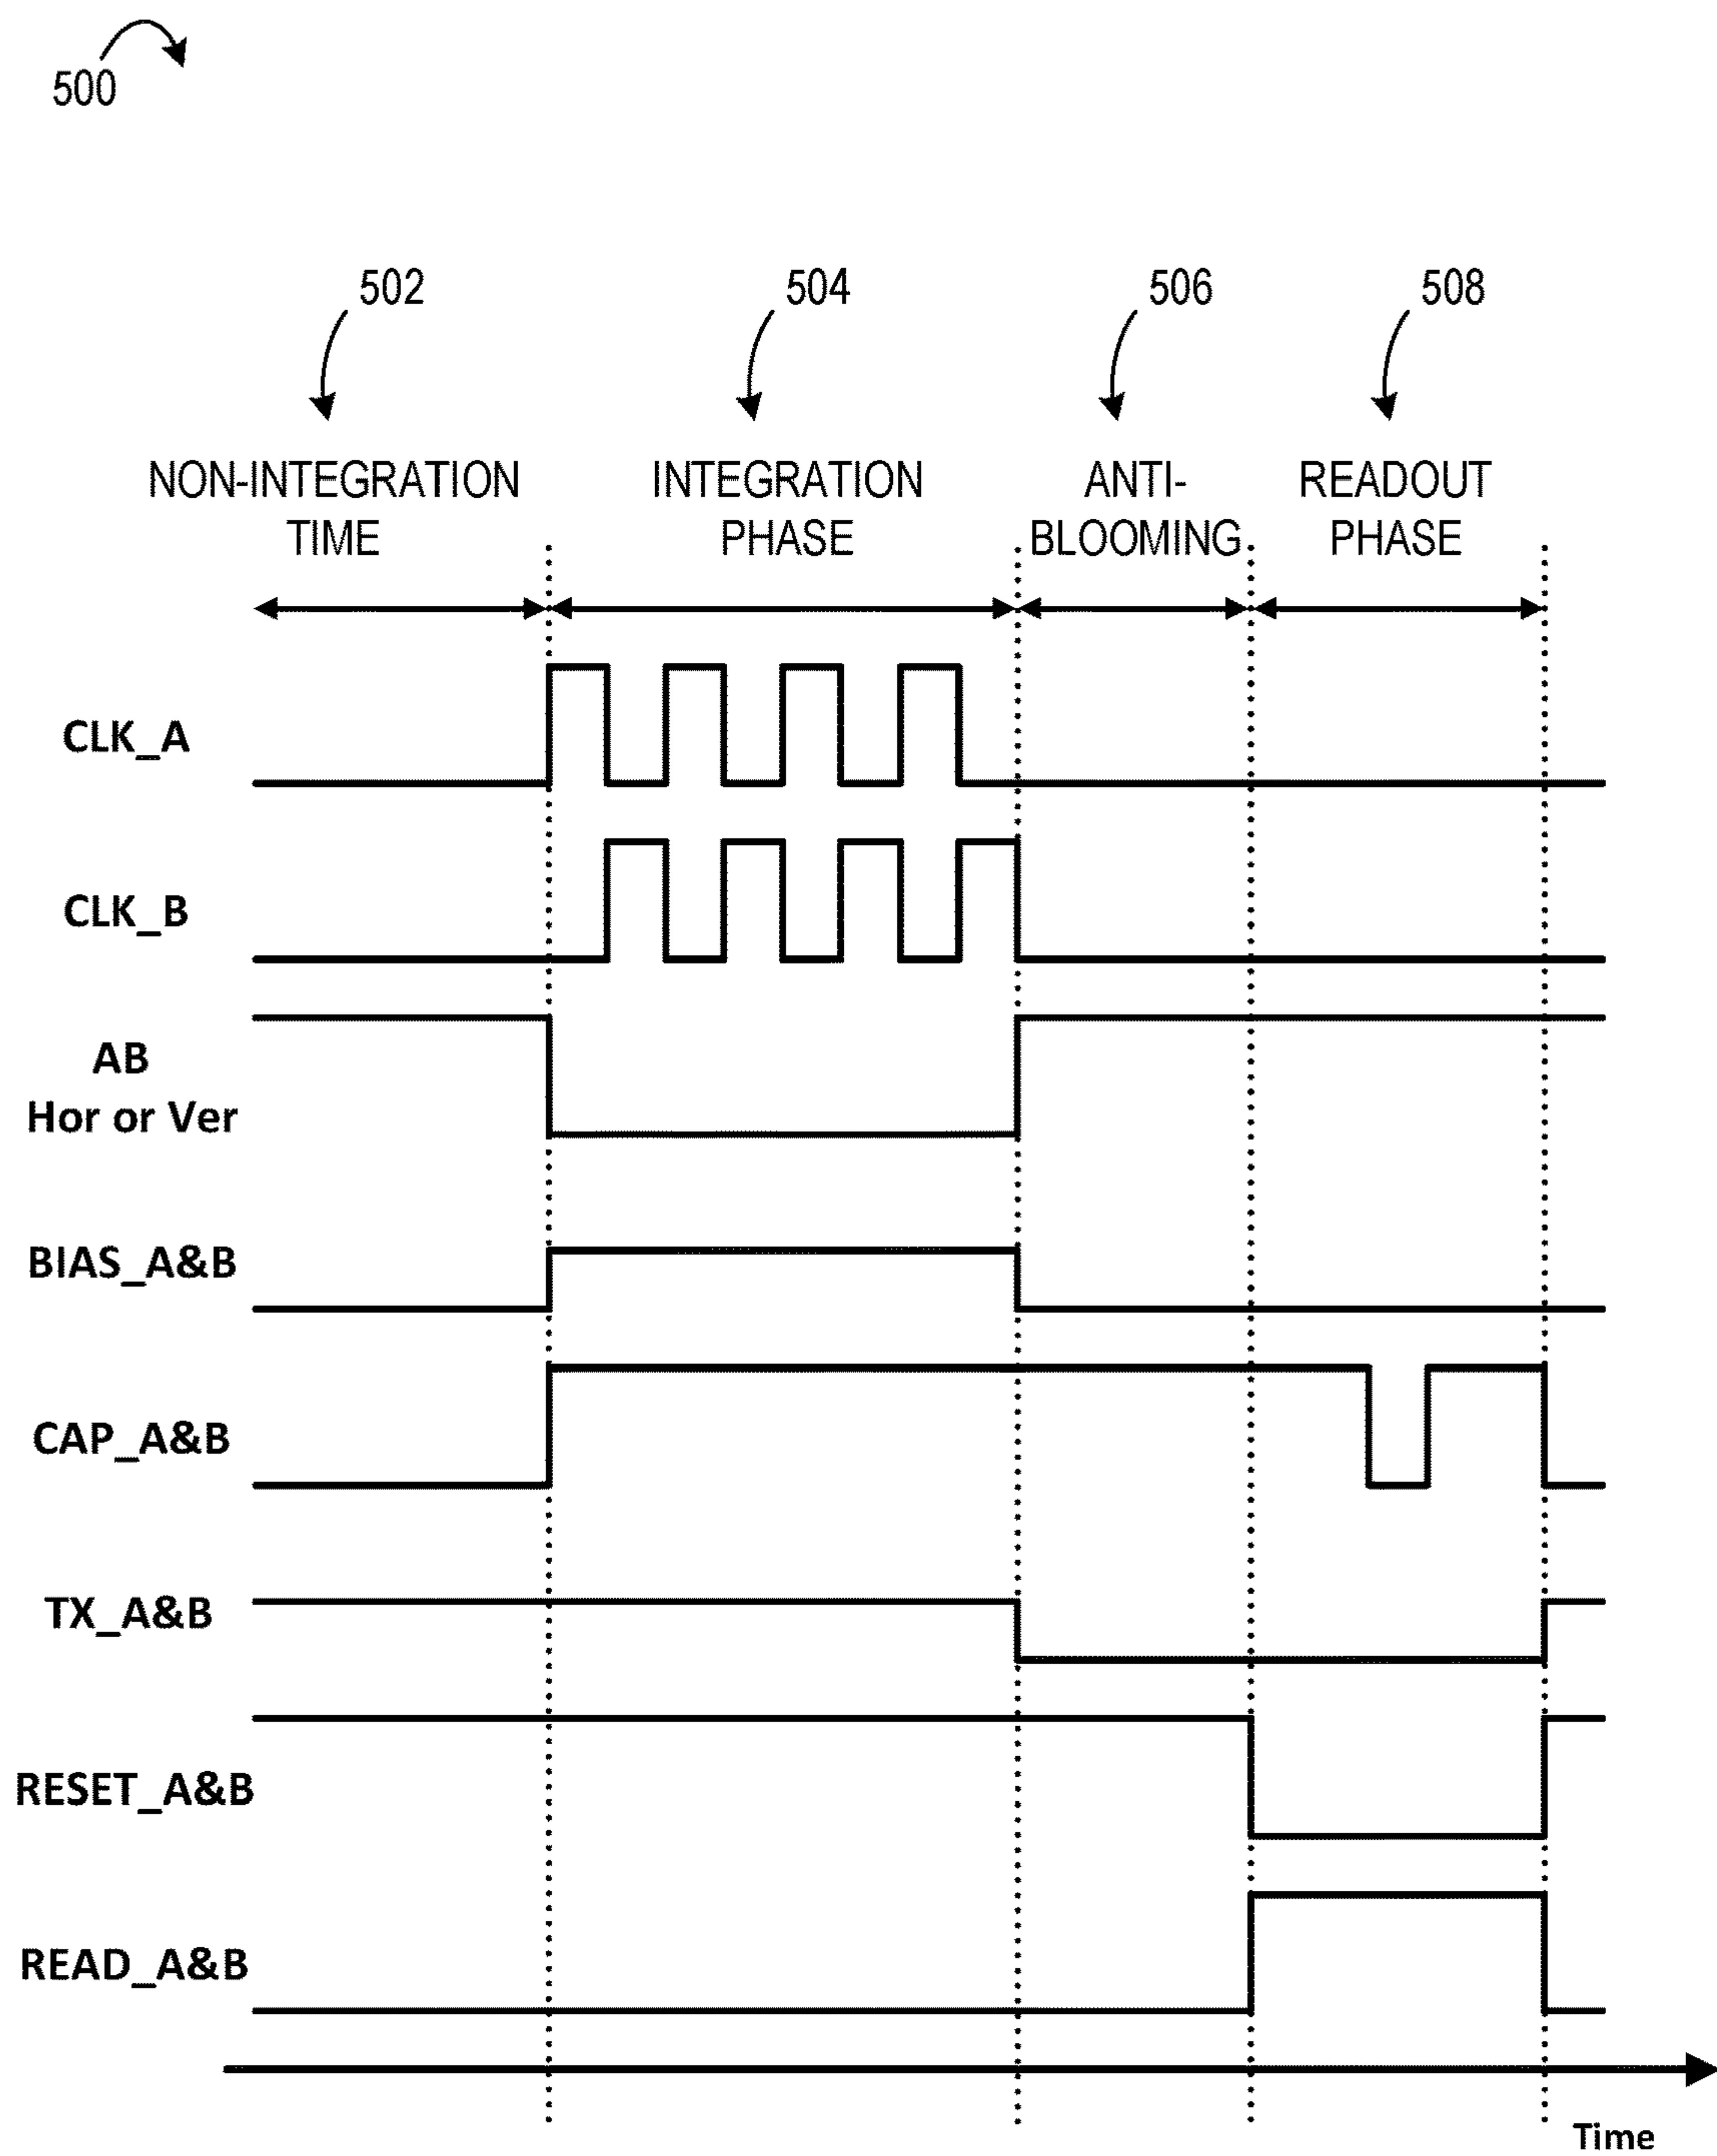 500
502
504
506
508
NON-INTEGRATION
TIME
INTEGRATION
PHASE
ANTI-
BLOOMING
READOUT
PHASE
CLK_A
CLK_B
AB
Hor or Ver
BIAS_A&B
CAP_A&B
TX_A&B
RESET_A&B
READ_A&B
Time